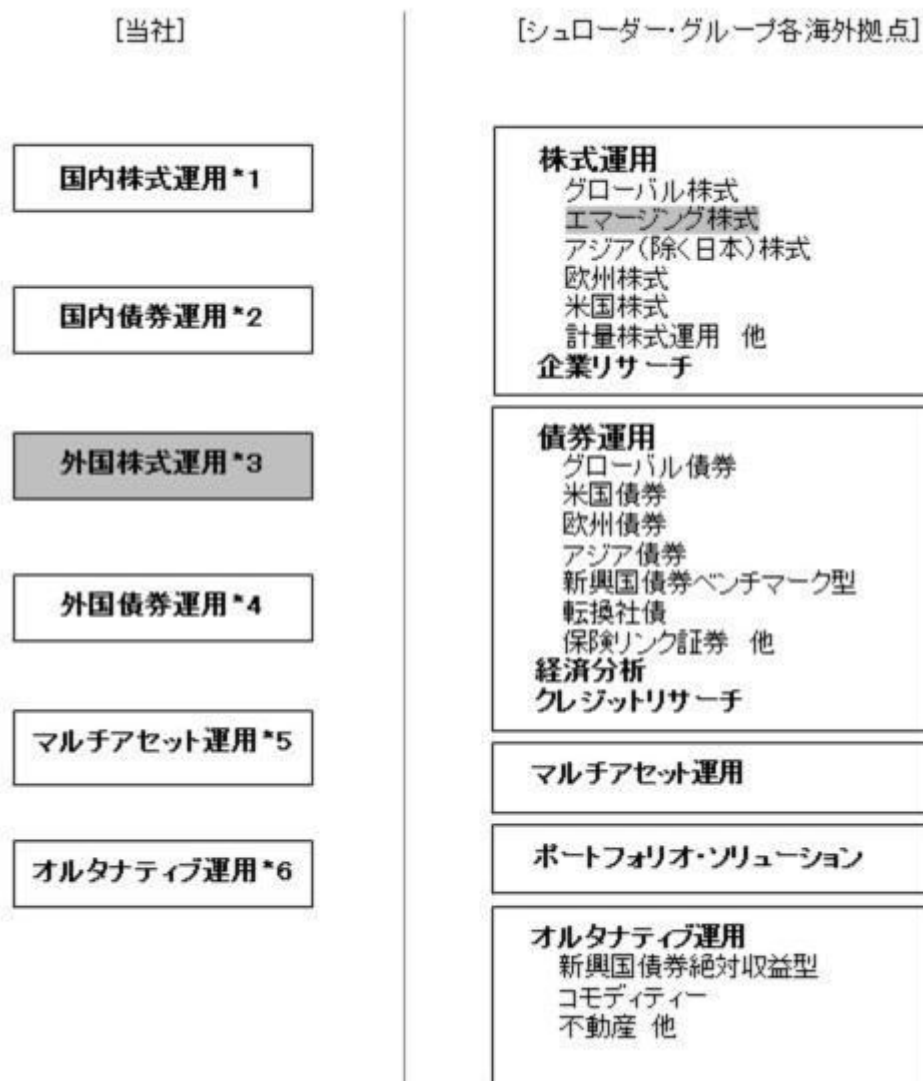 [当社]
[シュローダー・グループ各海外拠点]
国内株式運用*1
国内債券運用*2
外国株式運用*3
外国債券運用*4
マルチアセット運用*5
オルタナティブ運用*6
株式運用
グローバル株式
エマージング株式
アジア(除く日本)株式
欧州株式
米国株式
計量株式運用 他
企業リサーチ
債券運用
グローバル債券
米国債券
欧州債券
アジア債券
新興国債券ベンチマーク型
転換社債
保険リンク証券 他
経済分析
クレジットリサーチ
マルチアセット運用
ポートフォリオ・ソリューション
オルタナティブ運用
新興国債券絶対収益型
コモディティー
不動産 他